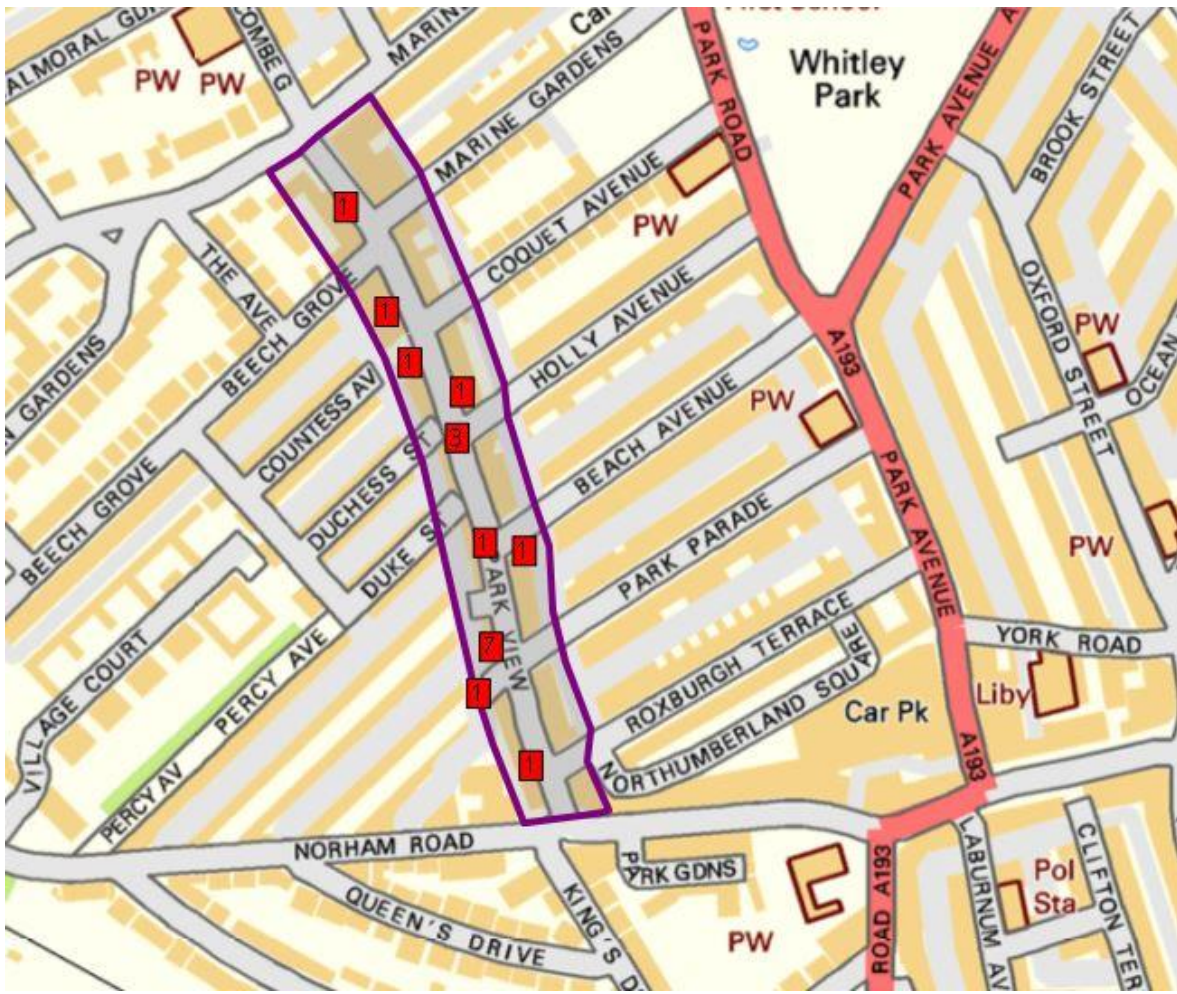 ALMORAL GDN
COMBE G
MARINE
Car
PW PW
MARINE GARDENS
PARK ROAD
Whitley
Park
PARK AVENUE
A
BROOK STREET
COQUET AVENUE
PW
1
THE AVE
BEECH GROVE
HOLLY AVENUE
OXFORD STREET
PW
OCEAN
N GARDENS
1
1
1
A193
PW
COUNTESS AV
3
BEACH AVENUE
BEECH GROVE
DUCHESS ST
DUKE ST
1
1
PARK PARADE
PARK AVENUE
PW
PARK VIEW
7
1
ROXBURGH TERRACE
YORK ROAD
VILLAGE COURT
PERCY AVE
PERCY AV
NORTHUMBERLAND SQUARE
Car Pk
Liby
A193
1
NORHAM ROAD
PARK GDNS
QUEEN'S DRIVE
KING'S D
PW
ROAD A193
LABURNUM AV
Pol
Sta
CLIFTON TER